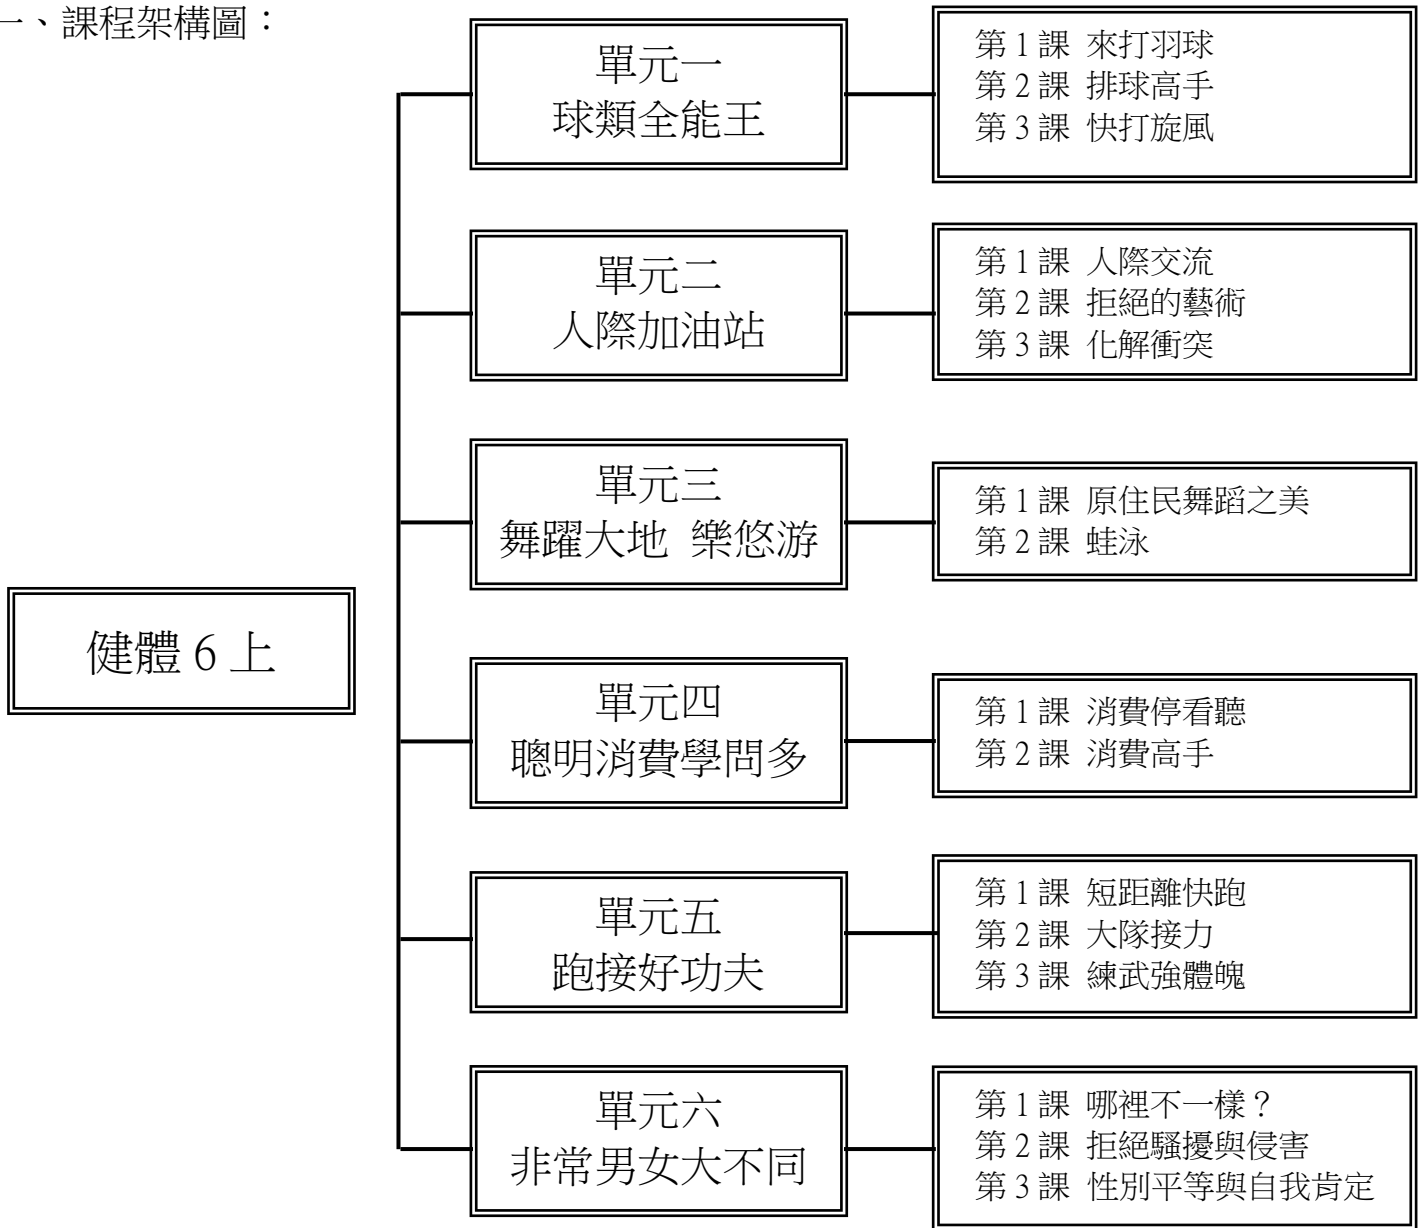 一、課程架構圖：
健體 6 上
單元一
球類全能王
第 1 課 來打羽球
第 2 課 排球高手
第 3 課 快打旋風
單元二
人際加油站
第 1 課 人際交流
第 2 課 拒絕的藝術
第 3 課 化解衝突
單元三
舞躍大地 樂悠游
第 1 課 原住民舞蹈之美
第 2 課 蛙泳
單元四
聰明消費學問多
第 1 課 消費停看聽
第 2 課 消費高手
單元五
跑接好功夫
第 1 課 短距離快跑
第 2 課 大隊接力
第 3 課 練武強體魄
單元六
非常男女大不同
第 1 課 哪裡不一樣？
第 2 課 拒絕騷擾與侵害
第 3 課 性別平等與自我肯定